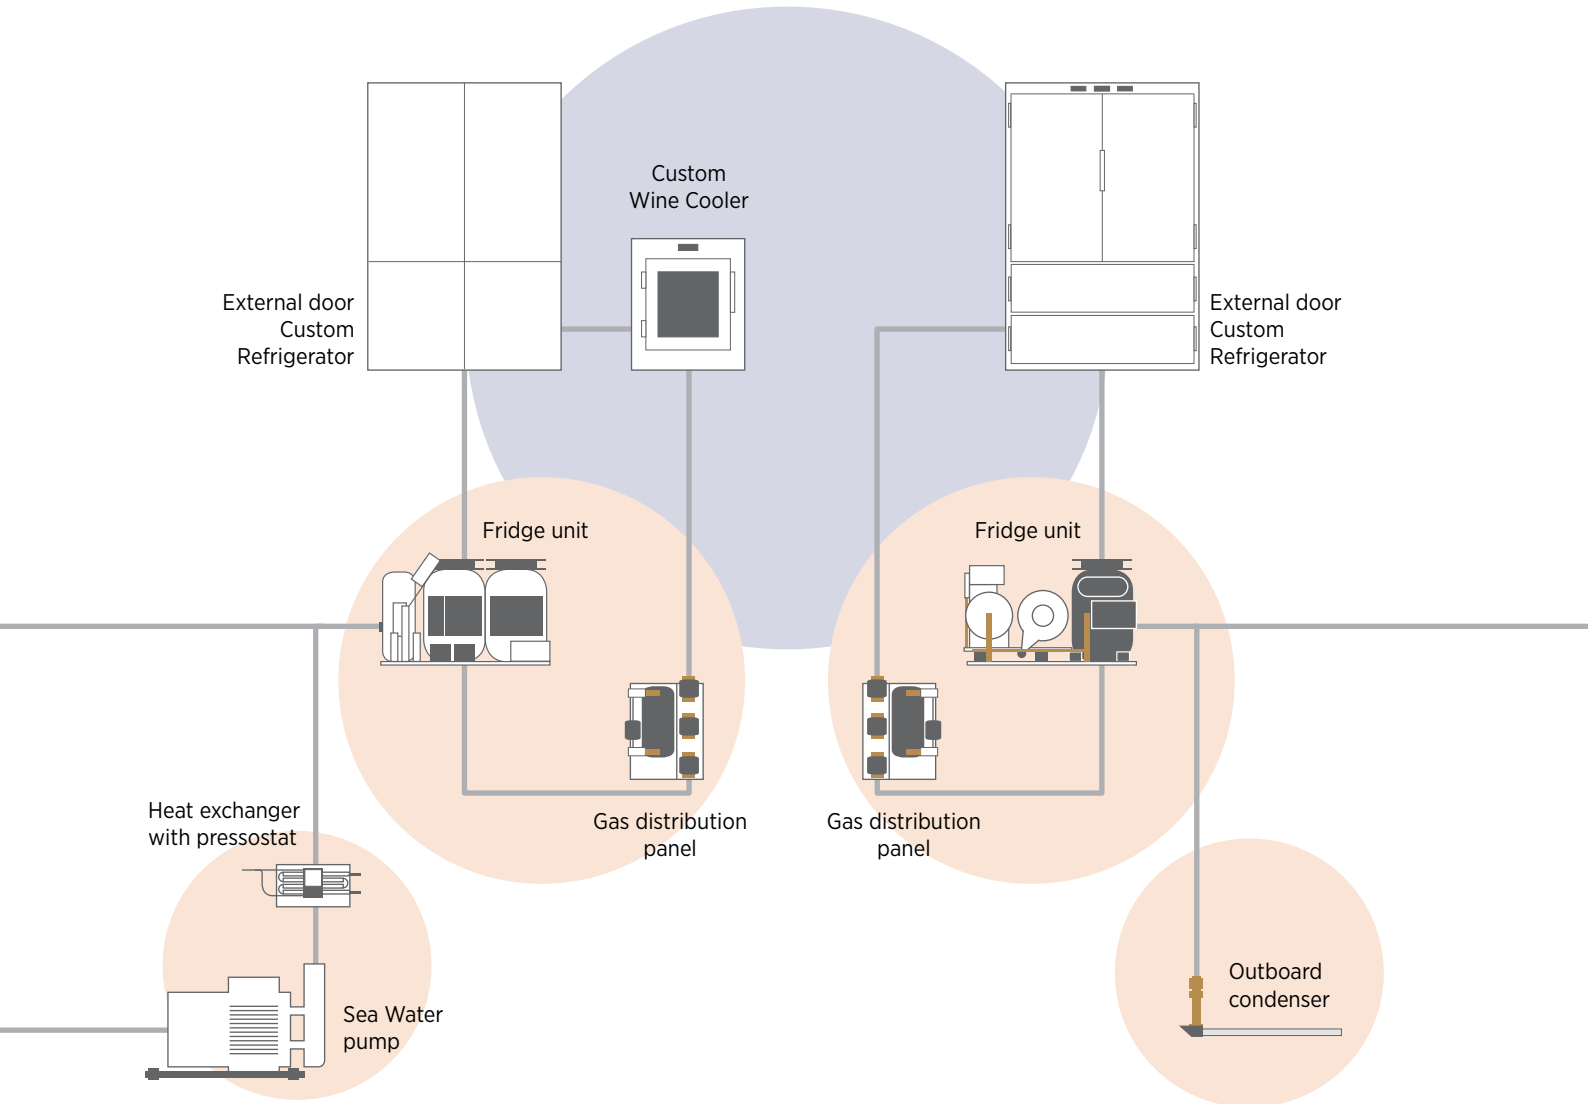 Custom
Wine Cooler
External door
Custom
Refrigerator
External door
Custom
Refrigerator
Fridge unit
Fridge unit
Heat exchanger
with pressostat
Gas distribution
panel
Gas distribution
panel
Sea Water
pump
Outboard
condenser